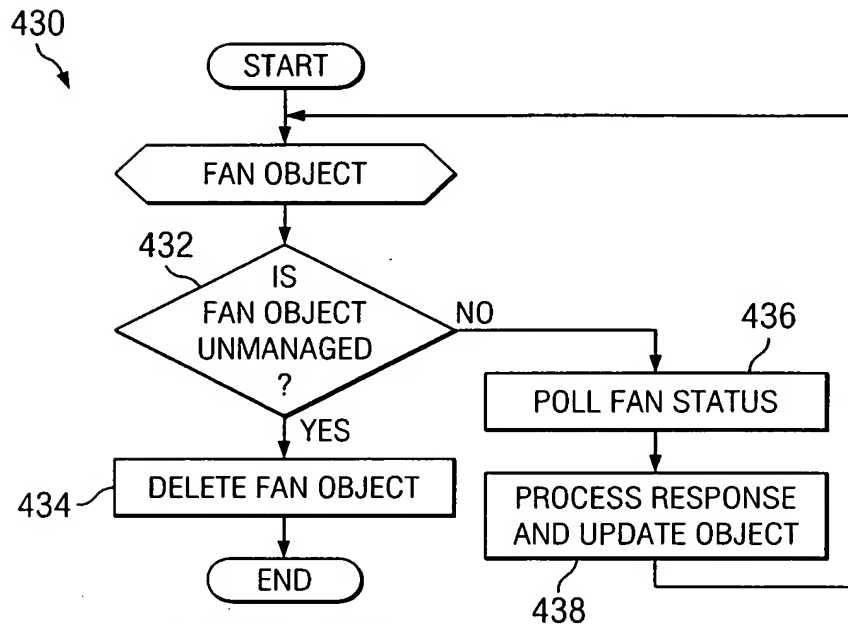 430
START
FAN OBJECT
432
IS
FAN OBJECT
UNMANAGED
?
NO
YES
436
POLL FAN STATUS
434
DELETE FAN OBJECT
PROCESS RESPONSE
AND UPDATE OBJECT
438
END